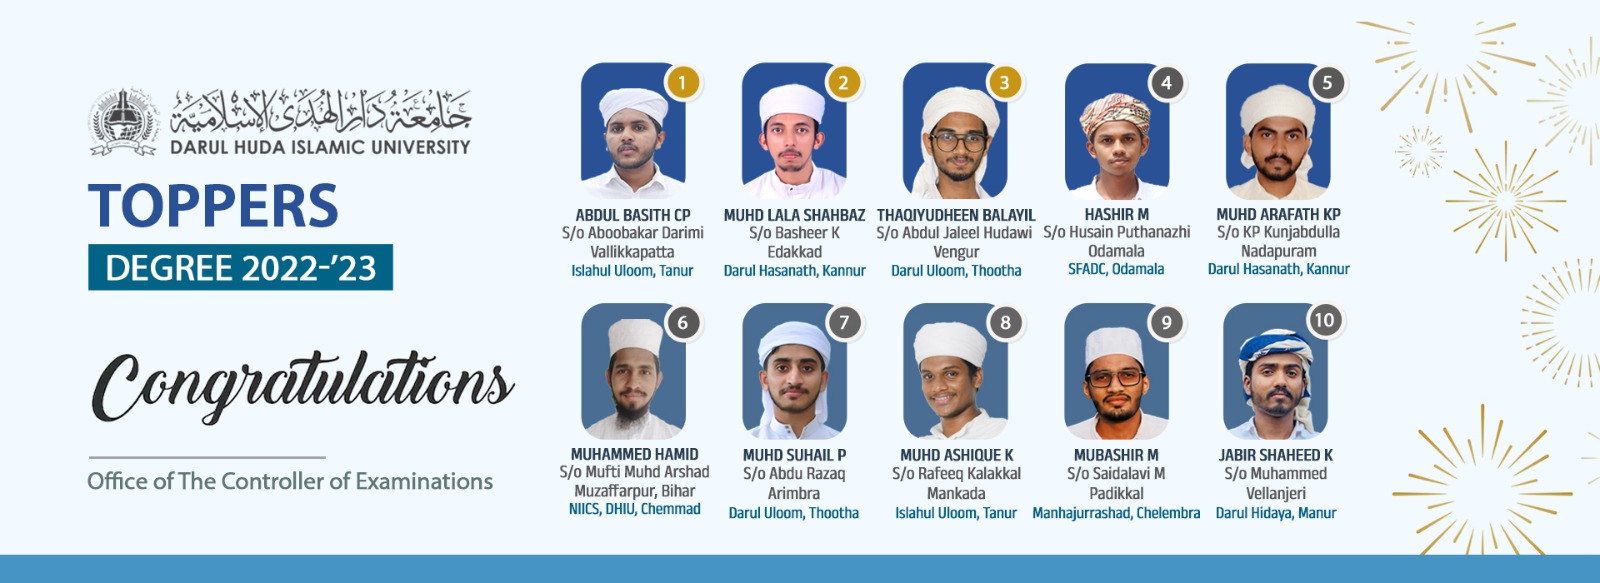 جامعة دار الهدى الإسلامية
DARUL HUDA ISLAMIC UNIVERSITY
TOPPERS
DEGREE 2022-’23
Congratulations
Office of The Controller of Examinations
1
ABDUL BASITH CP
S/o Aboobakar Darimi
Vallikkapatta
Islahul Uloom, Tanur
2
MUHD LALA SHAHBAZ
S/o Basheer K
Edakkad
Darul Hasanath, Kannur
3
THAQIYUDHEEN BALAYIL
S/o Abdul Jaleel Hudawi
Vengur
Darul Uloom, Thootha
4
HASHIR M
S/o Husain Puthanazhi
Odamala
SFADC, Odamala
5
MUHD ARAFATH KP
S/o KP Kunjabdulla
Nadapuram
Darul Hasanath, Kannur
6
MUHAMMED HAMID
S/o Mufti Muhd Arshad
Muzaffarpur, Bihar
NIICS, DHIU, Chemmad
7
MUHD SUHAIL P
S/o Abdu Razaq
Arimbra
Darul Uloom, Thootha
8
MUHD ASHIQUE K
S/o Rafeeq Kalakkal
Mankada
Islahul Uloom, Tanur
9
MUBASHIR M
S/o Saidalavi M
Padikkal
Manhajurrashad, Chelembra
10
JABIR SHAHEED K
S/o Muhammed
Vellanjeri
Darul Hidaya, Manur